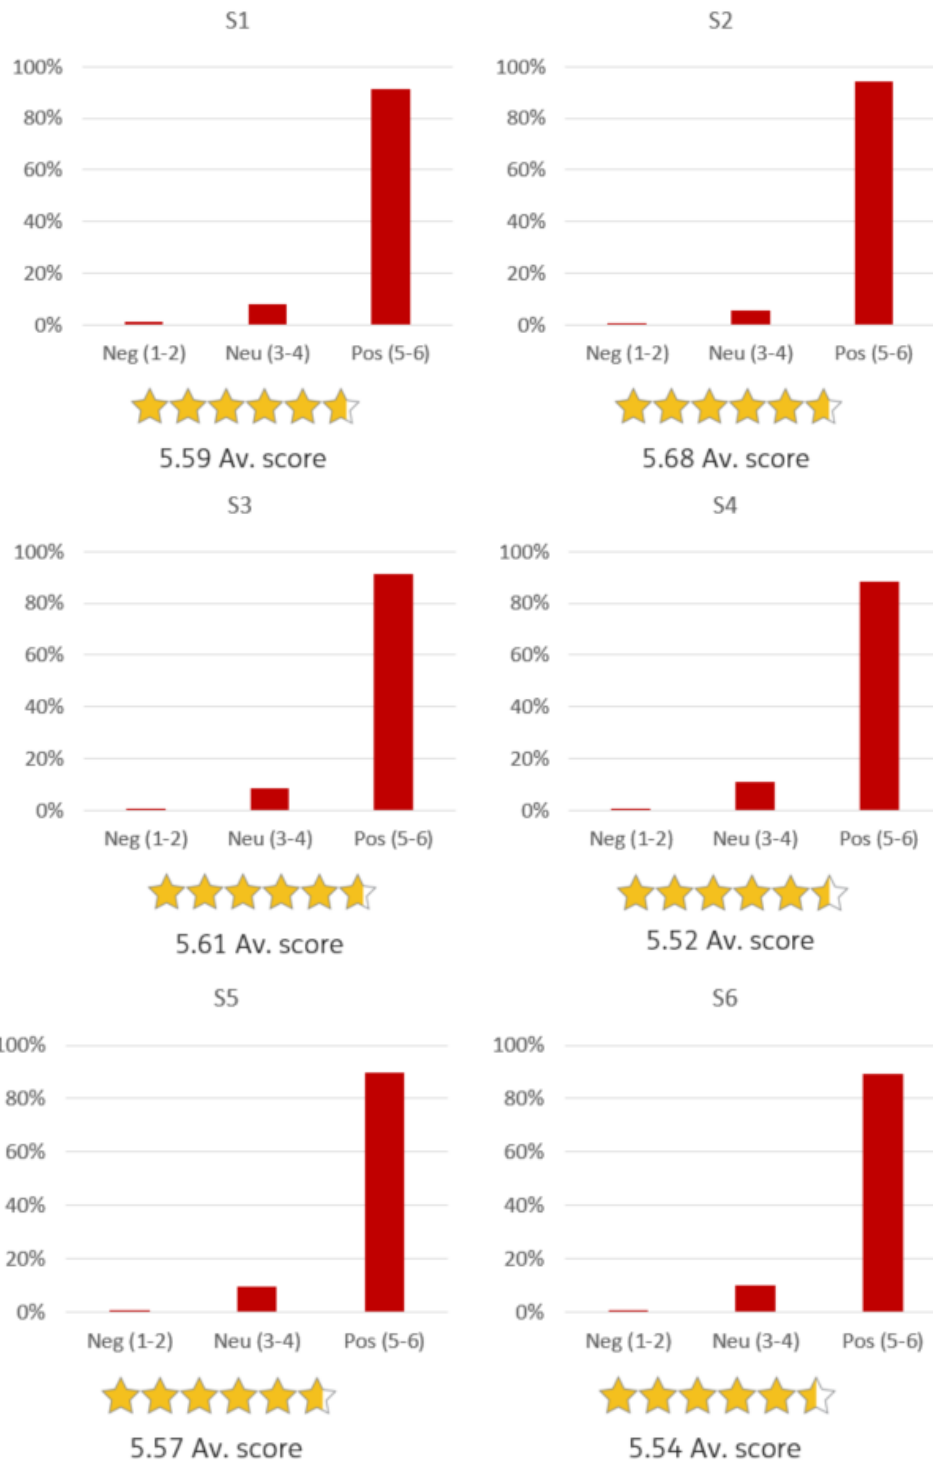 S1
100%
80%
60%
40%
20%
0%
Neg (1-2) Neu (3-4) Pos (5-6)
5.59 Av. score
S2
100%
80%
60%
40%
20%
0%
Neg (1-2) Neu (3-4) Pos (5-6)
5.68 Av. score
S3
100%
80%
60%
40%
20%
0%
Neg (1-2) Neu (3-4) Pos (5-6)
5.61 Av. score
S4
100%
80%
60%
40%
20%
0%
Neg (1-2) Neu (3-4) Pos (5-6)
5.52 Av. score
S5
100%
80%
60%
40%
20%
0%
Neg (1-2) Neu (3-4) Pos (5-6)
5.57 Av. score
S6
100%
80%
60%
40%
20%
0%
Neg (1-2) Neu (3-4) Pos (5-6)
5.54 Av. score